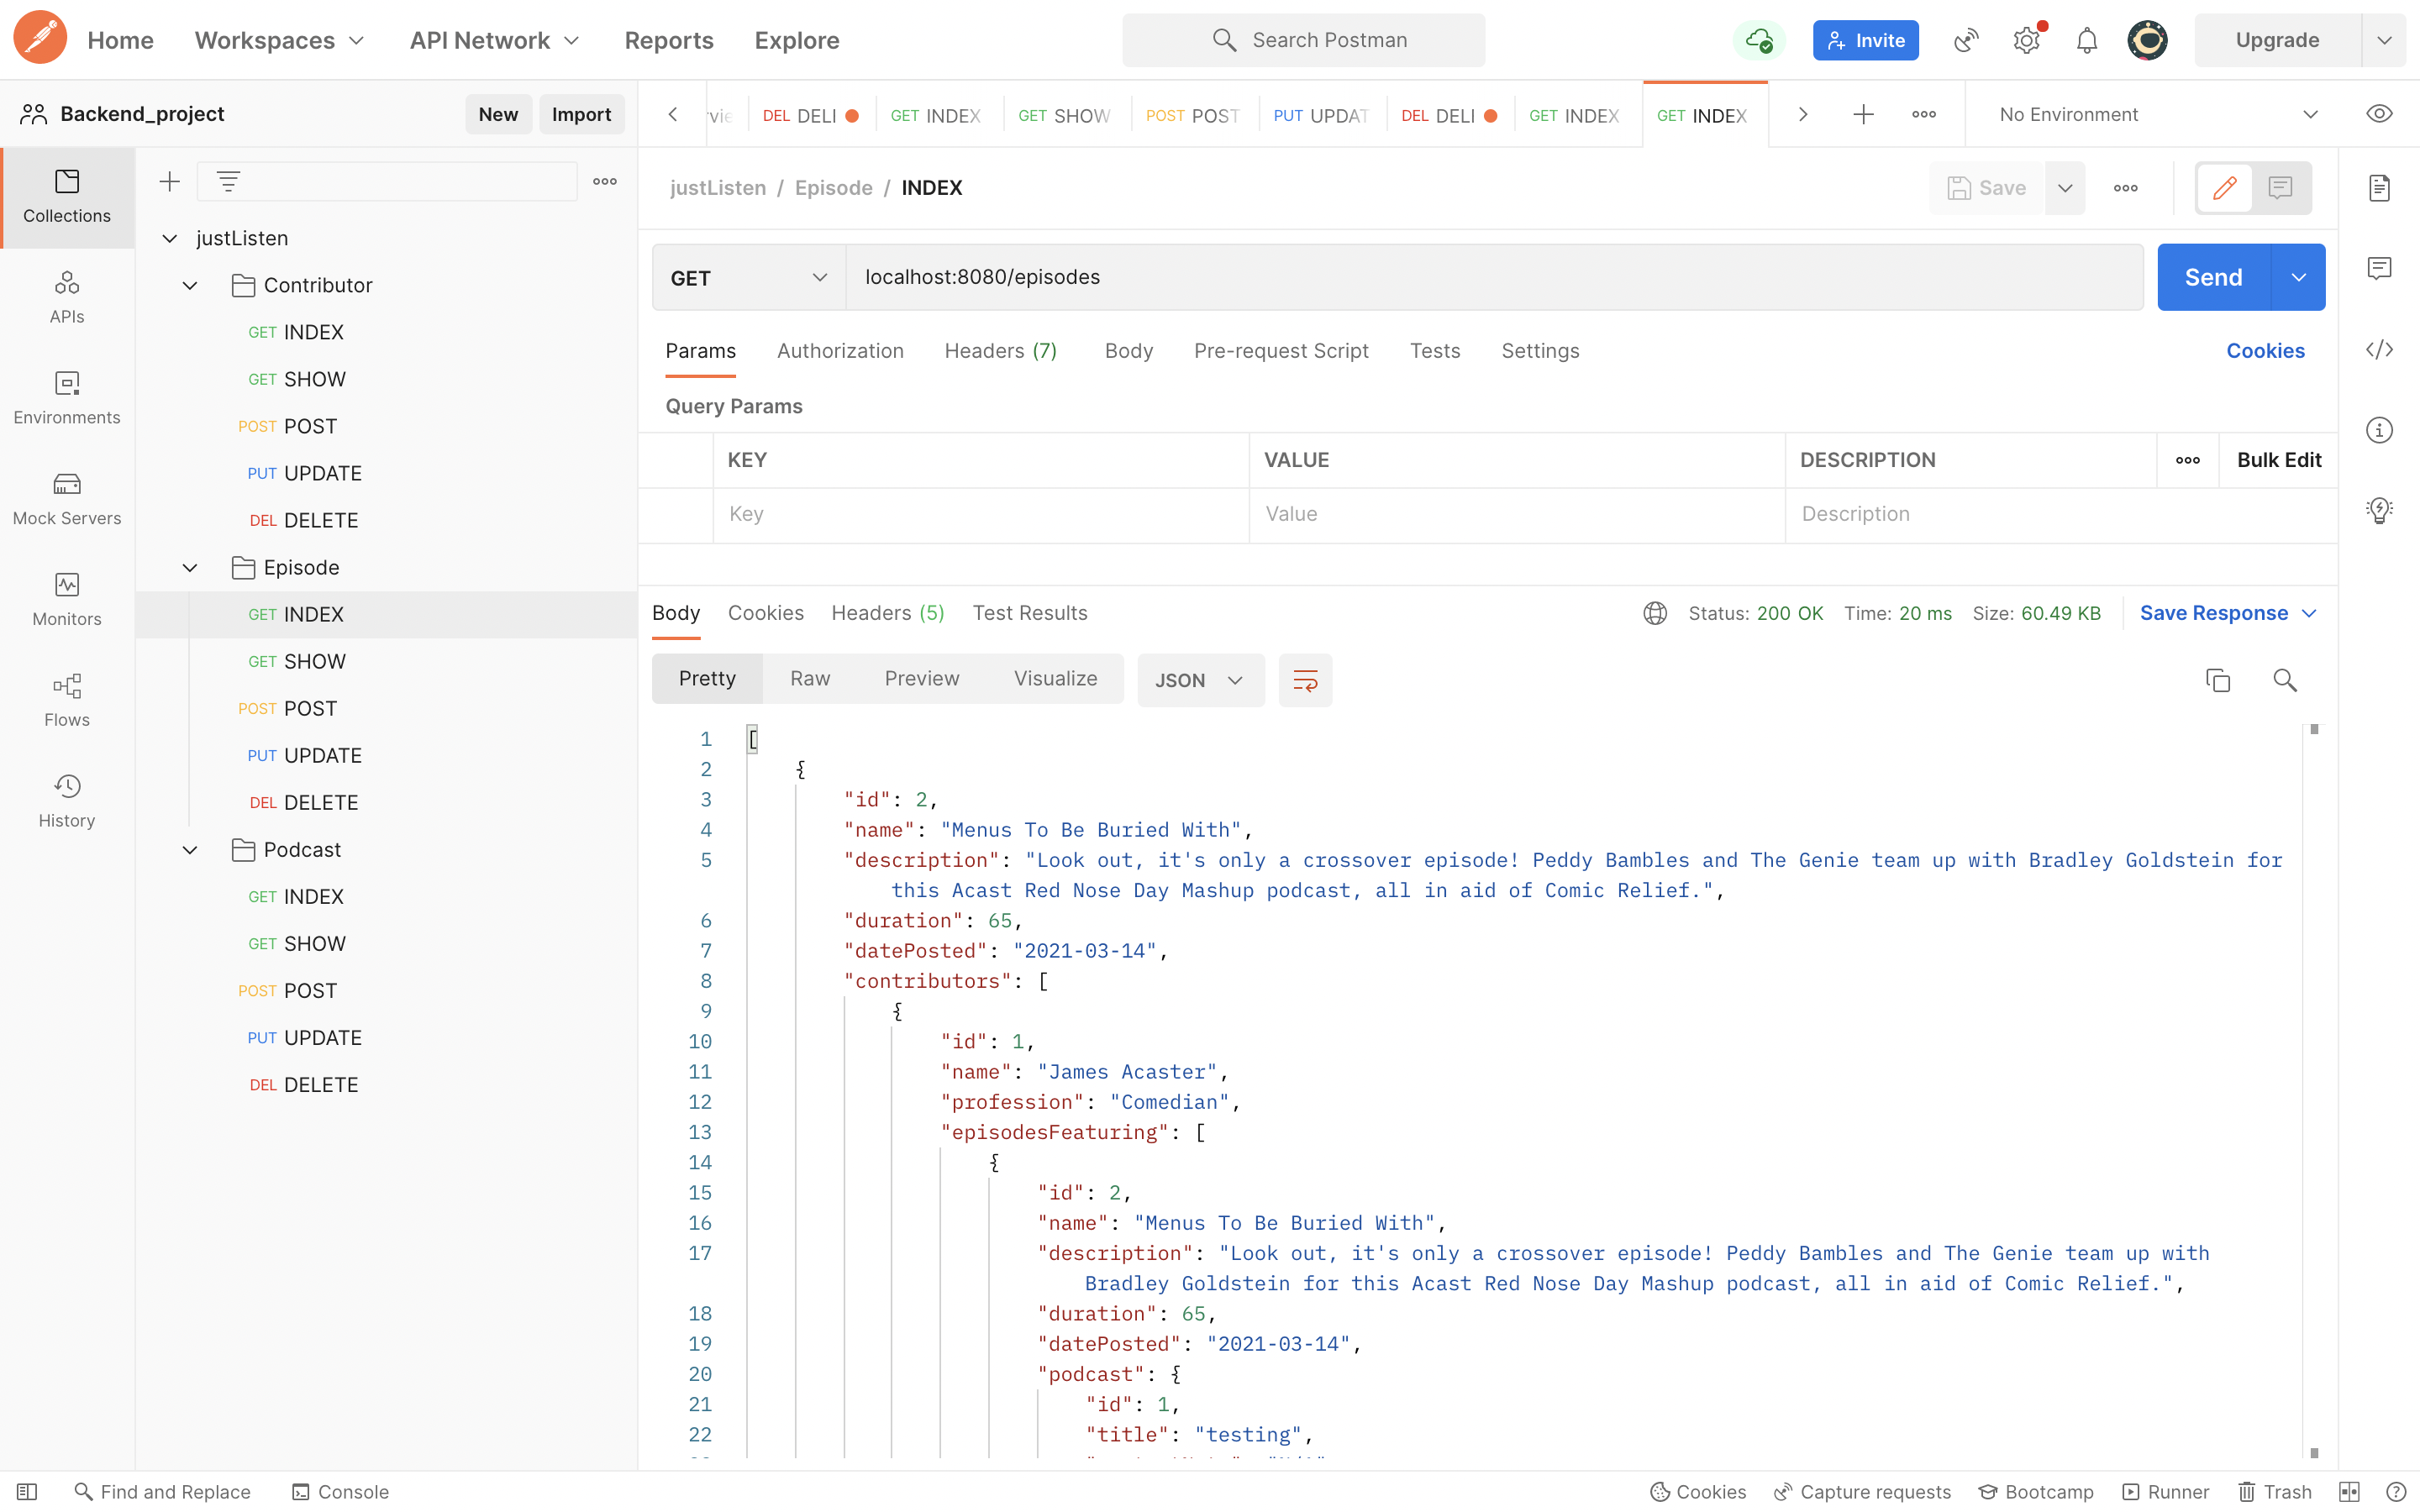 Home Workspaces API Network Reports Explore Search Postman Invite Upgrade
Backend_project New Import
DEL DELI GET INDEX GET SHOW POST POST PUT UPDAT DEL DELI GET INDEX GET INDEX No Environment
Collections
APIs
Environments
Mock Servers
Monitors
Flows
History
justListen
Contributor
GET INDEX
GET SHOW
POST POST
PUT UPDATE
DEL DELETE
Episode
GET INDEX
GET SHOW
POST POST
PUT UPDATE
DEL DELETE
Podcast
GET INDEX
GET SHOW
POST POST
PUT UPDATE
DEL DELETE
justListen / Episode / INDEX Save
GET localhost:8080/episodes Send
Params Authorization Headers (7) Body Pre-request Script Tests Settings Cookies
Query Params
KEY VALUE DESCRIPTION Bulk Edit
Key Value Description
Body Cookies Headers (5) Test Results Status: 200 OK Time: 20 ms Size: 60.49 KB Save Response
Pretty Raw Preview Visualize JSON
1 [
2 {
3 "id": 2,
4 "name": "Menus To Be Buried With",
5 "description": "Look out, it's only a crossover episode! Peddy Bambles and The Genie team up with Bradley Goldstein for
this Acast Red Nose Day Mashup podcast, all in aid of Comic Relief.",
6 "duration": 65,
7 "datePosted": "2021-03-14",
8 "contributors": [
9 {
10 "id": 1,
11 "name": "James Acaster",
12 "profession": "Comedian",
13 "episodesFeaturing": [
14 {
15 "id": 2,
16 "name": "Menus To Be Buried With",
17 "description": "Look out, it's only a crossover episode! Peddy Bambles and The Genie team up with
Bradley Goldstein for this Acast Red Nose Day Mashup podcast, all in aid of Comic Relief.",
18 "duration": 65,
19 "datePosted": "2021-03-14",
20 "podcast": {
21 "id": 1,
22 "title": "testing",
Find and Replace Console Cookies Capture requests Bootcamp Runner Trash